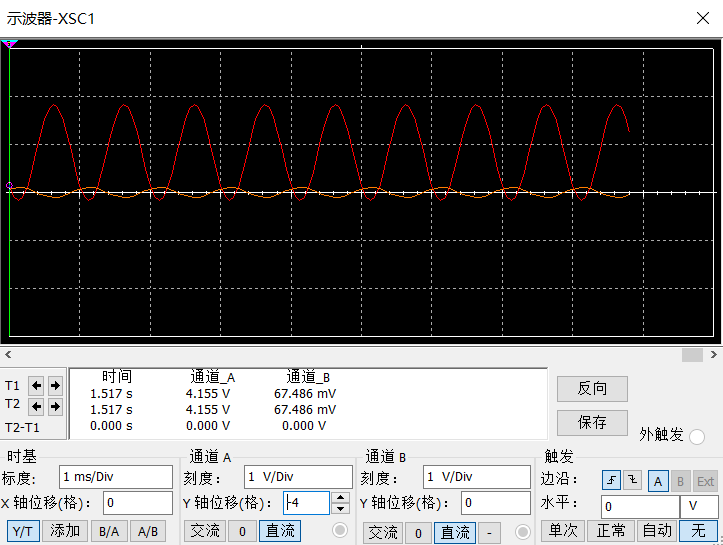 示波器-XSC1
时间 通道_A 通道_B
T1 1.517 s 4.155 V 67.486 mV
T2 1.517 s 4.155 V 67.486 mV
T2-T1 0.000 s 0.000 V 0.000 V
反向
保存
外触发
时基
标度: 1 ms/Div
X 轴位移(格): 0
Y/T 添加 B/A A/B
通道 A
刻度: 1 V/Div
Y 轴位移(格): -4
交流 0 直流
通道 B
刻度: 1 V/Div
Y 轴位移(格): 0
交流 0 直流 -
触发
边沿: A B Ext
水平: 0 V
单次 正常 自动 无